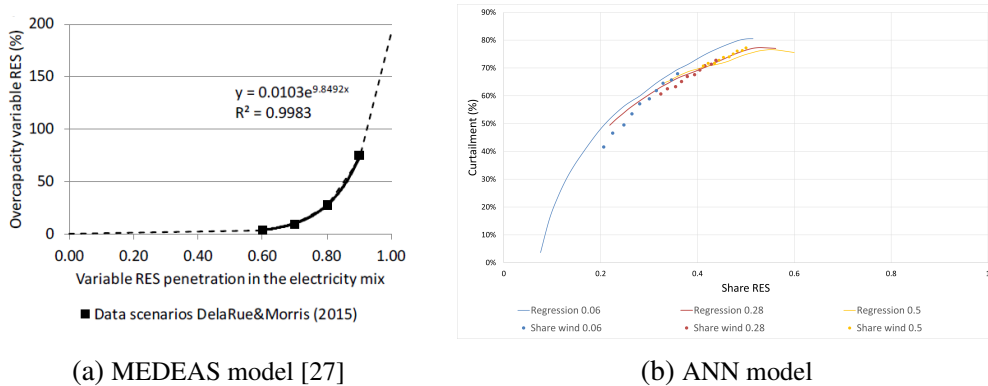 200
150
100
50
0
Overcapacity variable RES (%)
y = 0.0103e^9.8492x
R² = 0.9983
0.00 0.20 0.40 0.60 0.80 1.00
Variable RES penetration in the electricity mix
■ Data scenarios DelaRue&Morris (2015)
(a) MEDEAS model [27]
90%
80%
70%
60%
50%
40%
30%
20%
10%
0%
Curtailment (%)
0 0.2 0.4 0.6 0.8 1
Share RES
Regression 0.06 Regression 0.28 Regression 0.5
Share wind 0.06 Share wind 0.28 Share wind 0.5
(b) ANN model